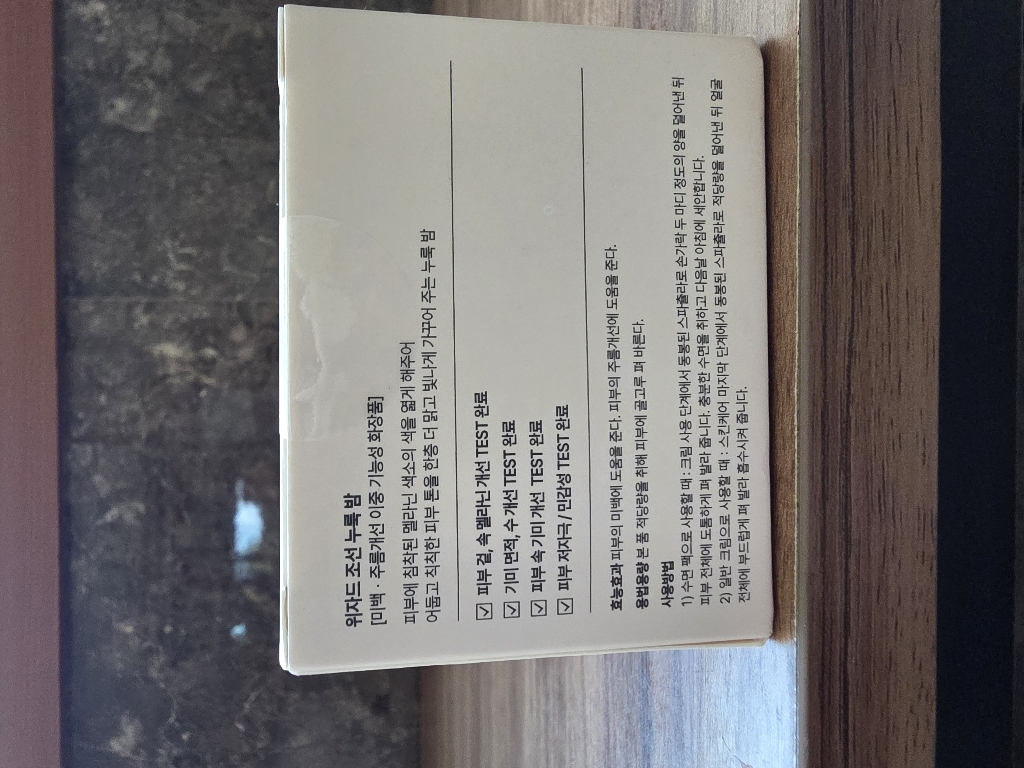 위자드 조선 누룩 밤
[미백 · 주름개선 이중 기능성 화장품]
피부에 침착된 멜라닌 색소의 색을 엷게 해주어
어둡고 칙칙한 피부 톤을 한층 더 맑고 빛나게 가꾸어 주는 누룩 밤
☑ 피부 겉, 속 멜라닌 개선 TEST 완료
☑ 기미 면적, 수 개선 TEST 완료
☑ 피부 속 기미 개선 TEST 완료
☑ 피부 저자극 / 민감성 TEST 완료
효능효과 피부의 미백에 도움을 준다. 피부의 주름개선에 도움을 준다.
용법용량 본 품 적당량을 취해 피부에 골고루 펴 바른다.
사용방법
1) 수면 팩으로 사용할 때 : 크림 사용 단계에서 동봉된 스파츌라로 손가락 두 마디 정도의 양을 덜어낸 뒤
피부 전체에 도톰하게 펴 발라 줍니다. 충분한 수면을 취하고 다음날 아침에 세안합니다.
2) 일반 크림으로 사용할 때 : 스킨케어 마지막 단계에서 동봉된 스파츌라로 적당량을 덜어낸 뒤 얼굴
전체에 부드럽게 펴 발라 흡수시켜 줍니다.